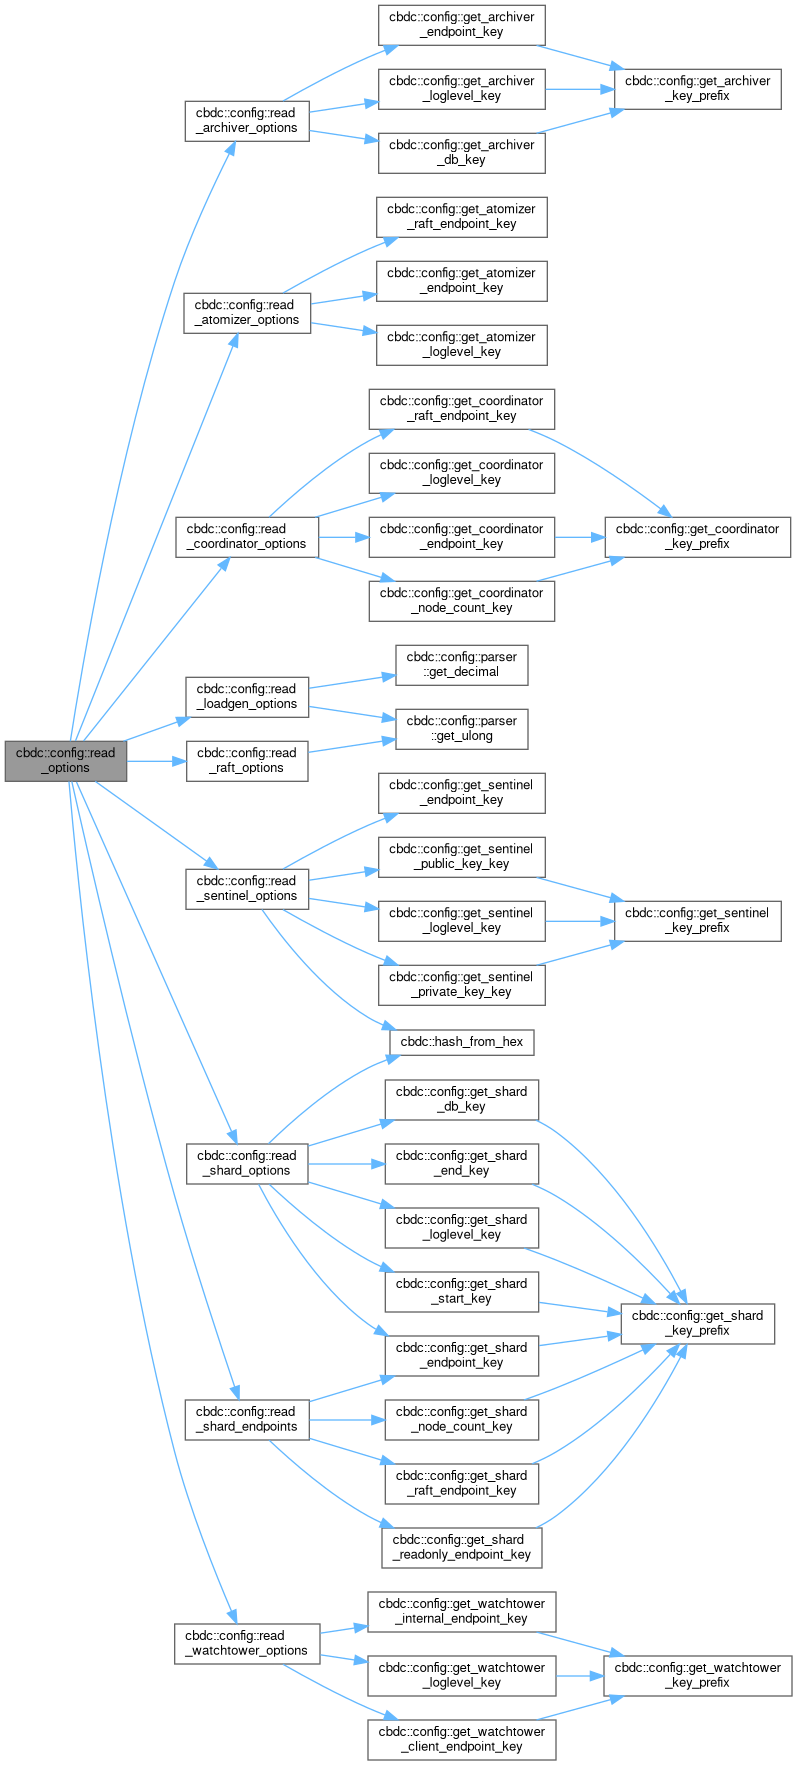 cbdc::config::get_archiver
_endpoint_key
cbdc::config::get_archiver
_loglevel_key
cbdc::config::get_archiver
_key_prefix
cbdc::config::read
_archiver_options
cbdc::config::get_archiver
_db_key
cbdc::config::get_atomizer
_raft_endpoint_key
cbdc::config::get_atomizer
_endpoint_key
cbdc::config::read
_atomizer_options
cbdc::config::get_atomizer
_loglevel_key
cbdc::config::get_coordinator
_raft_endpoint_key
cbdc::config::get_coordinator
_loglevel_key
cbdc::config::read
_coordinator_options
cbdc::config::get_coordinator
_endpoint_key
cbdc::config::get_coordinator
_key_prefix
cbdc::config::get_coordinator
_node_count_key
cbdc::config::parser
::get_decimal
cbdc::config::read
_loadgen_options
cbdc::config::parser
::get_ulong
cbdc::config::read
_options
cbdc::config::read
_raft_options
cbdc::config::get_sentinel
_endpoint_key
cbdc::config::get_sentinel
_public_key_key
cbdc::config::read
_sentinel_options
cbdc::config::get_sentinel
_loglevel_key
cbdc::config::get_sentinel
_key_prefix
cbdc::config::get_sentinel
_private_key_key
cbdc::hash_from_hex
cbdc::config::get_shard
_db_key
cbdc::config::read
_shard_options
cbdc::config::get_shard
_end_key
cbdc::config::get_shard
_loglevel_key
cbdc::config::get_shard
_start_key
cbdc::config::get_shard
_key_prefix
cbdc::config::get_shard
_endpoint_key
cbdc::config::read
_shard_endpoints
cbdc::config::get_shard
_node_count_key
cbdc::config::get_shard
_raft_endpoint_key
cbdc::config::get_shard
_readonly_endpoint_key
cbdc::config::get_watchtower
_internal_endpoint_key
cbdc::config::read
_watchtower_options
cbdc::config::get_watchtower
_loglevel_key
cbdc::config::get_watchtower
_key_prefix
cbdc::config::get_watchtower
_client_endpoint_key